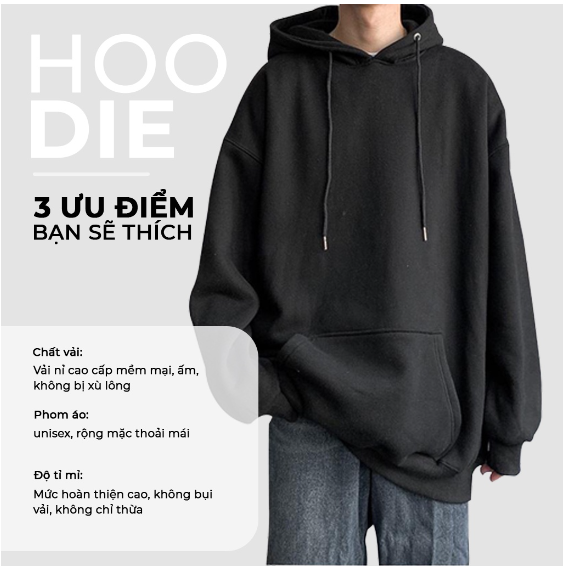 HOO
DIE
3 ƯU ĐIỂM
BẠN SẼ THÍCH
Chất vải:
Vải nỉ cao cấp mềm mại, ấm,
không bị xù lông
Phom áo:
unisex, rộng mặc thoải mái
Độ tỉ mỉ:
Mức hoàn thiện cao, không bụi
vải, không chỉ thừa